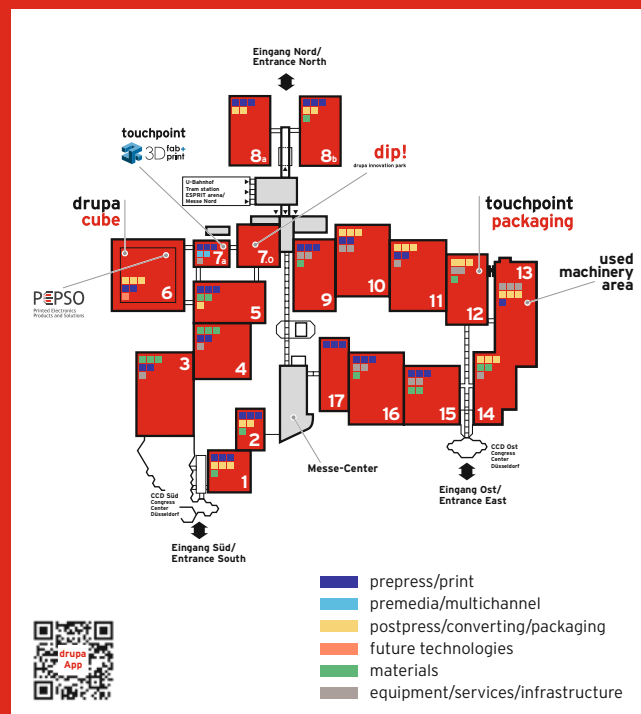 Eingang Nord/
Entrance North
touchpoint
3D fab+
print
8a
8b
dip!
drupa innovation park
U-Bahnhof
Tram station
ESPRIT arena/
Messe Nord
drupa
cube
touchpoint
packaging
used
machinery
area
7a
7.0
PEPSO
Printed Electronics
Products and Solutions
6
9
10
11
12
13
5
3
4
17
16
15
14
2
1
Messe-Center
CCD Ost
Congress
Center
Düsseldorf
CCD Süd
Congress
Center
Düsseldorf
Eingang Ost/
Entrance East
Eingang Süd/
Entrance South
prepress/print
premedia/multichannel
postpress/converting/packaging
future technologies
materials
equipment/services/infrastructure
drupa
App